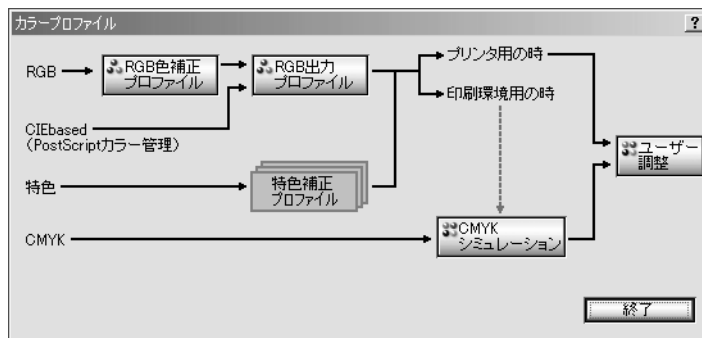 カラープロファイル
?
RGB
RGB色補正
プロファイル
RGB出力
プロファイル
プリンタ用の時
印刷環境用の時
CIEbased
(PostScriptカラー管理)
ユーザー
調整
特色
特色補正
プロファイル
CMYK
CMYK
シミュレーション
終了